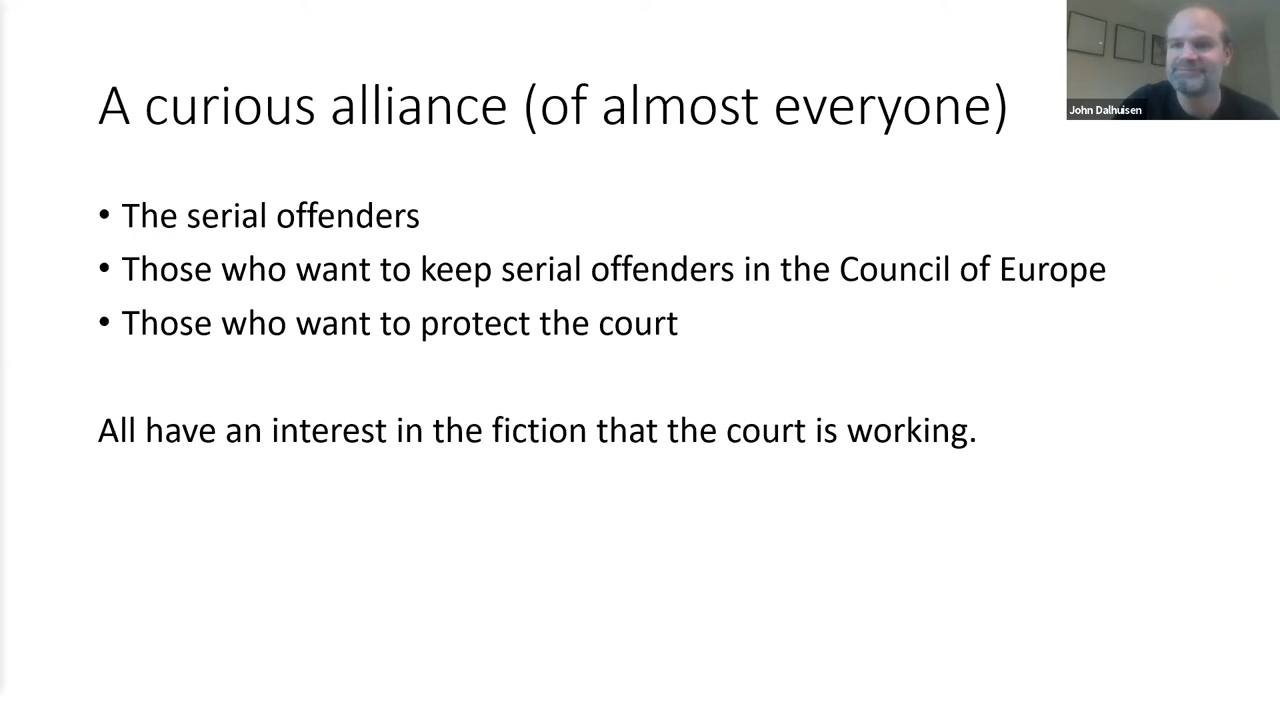 A curious alliance (of almost everyone)
John Dalhuisen
• The serial offenders
• Those who want to keep serial offenders in the Council of Europe
• Those who want to protect the court
All have an interest in the fiction that the court is working.